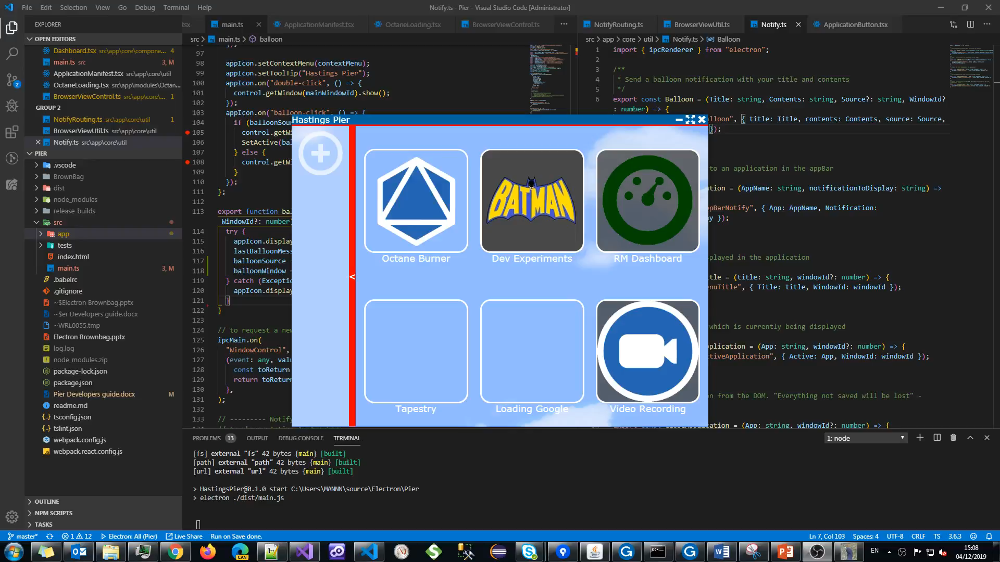 File Edit Selection View Go Debug Terminal Help
Notify.ts - Pier - Visual Studio Code [Administrator]
EXPLORER
OPEN EDITORS
Dashboard.tsx src\app\core\compone... 4
main.ts src 3, M
ApplicationManifest.tsx src\app\core\util
OctaneLoading.tsx src\app\modules\Octan...
BrowserViewControl.ts src\app\core\... 1
GROUP 2
NotifyRouting.ts src\app\core\util 1
BrowserViewUtil.ts src\app\core\util
Notify.ts src\app\core\util
PIER
.vscode
BrownBag
dist
node_modules
release-builds
src
app
tests
index.html
main.ts 3, M
.babelrc
.gitignore
~$Electron Brownbag.pptx
~$er Developers guide.docx
~WRL0055.tmp
Electron Brownbag.pptx
log.log
node_modules.zip
package-lock.json
package.json
Pier Developers guide.docx M
readme.md
tsconfig.json
tslint.json
webpack.config.js
webpack.react.config.js
OUTLINE
NPM SCRIPTS
TASKS
2
tsx main.ts ApplicationManifest.tsx OctaneLoading.tsx BrowserViewControl.ts
src > main.ts > balloon
97
98 appIcon.setContextMenu(contextMenu);
99 appIcon.setToolTip("Hastings Pier");
100 appIcon.on("double-click", () => {
101 control.getWindow(mainWindowId).show();
102 });
103 appIcon.on("balloon-click", () => {
104 if (balloonSou
105 control.getWi
106 SetActive(ba
107 } else {
108 control.getWi
109 }
110 });
111 };
112
113 export function bal
WindowId?: number)
114 try {
115 appIcon.display
116 lastBalloonMess
117 balloonSource =
118 balloonWindow =
119 } catch (Exceptio
120 appIcon.display
121 }
122 }
123
124 // to request a new
125 ipcMain.on(
126 "WindowControl",
127 (event: any, valu
128 const toReturn
129 return toReturn
130 },
131 );
132
133 // --------- Notify
NotifyRouting.ts BrowserViewUtil.ts Notify.ts ApplicationButton.tsx
src > app > core > util > Notify.ts > Balloon
1 import { ipcRenderer } from "electron";
2
3 /**
4 * Send a balloon notification with your title and contents
5 */
6 export const Balloon = (Title: string, Contents: string, Source?: string, WindowId?
: number) => {
lloon", { title: Title, contents: Contents, source: Source,
});
to an application in the appBar
tion = (AppName: string, notificationToDisplay: string) =>
pBarNotify", { App: AppName, Notification:
y });
played in the application
itle = (title: string, windowId?: number) => {
enuTitle", { Title: title, WindowId: windowId });
which is currently being displayed
plication = (App: string, windowId?: number) => {
ctiveApplication", { Active: App, WindowId: windowId });
on from the DOM. "Everything not saved will be lost" -
export const CloseApplication = (App: string, windowId?: number) => {
Hastings Pier
<
BATMAN
Octane Burner
Dev Experiments
RM Dashboard
Tapestry
Loading Google
Video Recording
PROBLEMS 13 OUTPUT DEBUG CONSOLE TERMINAL
1: node
[fs] external "fs" 42 bytes {main} [built]
[path] external "path" 42 bytes {main} [built]
[url] external "url" 42 bytes {main} [built]
> HastingsPier@0.1.0 start C:\Users\MANNN\source\Electron\Pier
> electron ./dist/main.js
master* 1 12 Electron: All (Pier) Live Share Run on Save done.
Ln 7, Col 103 Spaces: 4 UTF-8 CRLF TS 3.6.3
CAN
EN
15:08
04/12/2019